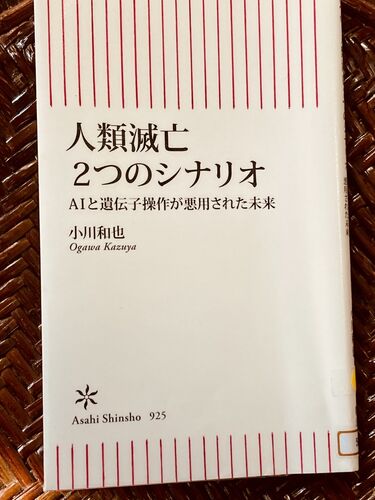 人類滅亡
2つのシナリオ
AIと遺伝子操作が悪用された未来
小川和也
Ogawa Kazuya
Asahi Shinsho 925